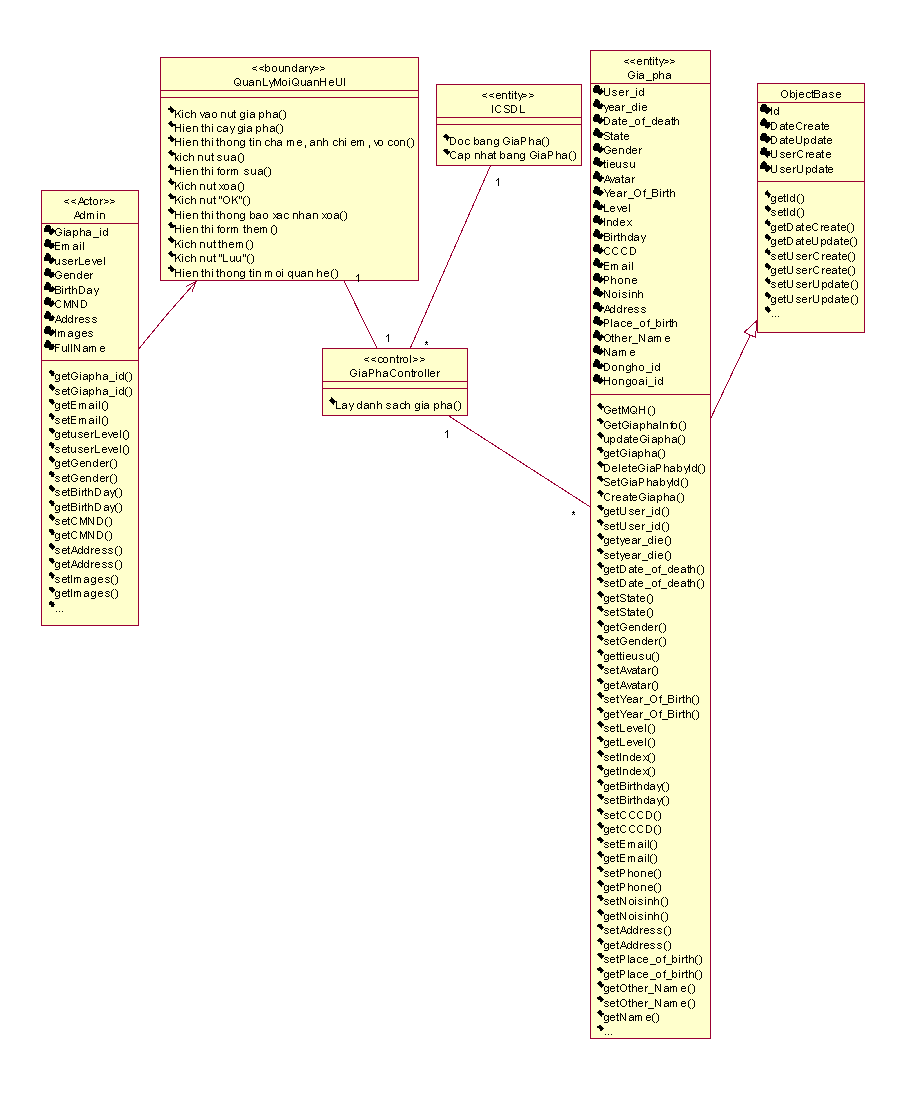 <<boundary>>
QuanLyMoiQuanHeUI
Kich vao nut gia pha()
Hien thi cay gia pha()
Hien thi thong tin cha me, anh chi em, vo con()
kich nut sua()
Hien thi form sua()
Kich nut xoa()
Kich nut "OK"()
Hien thi thong bao xac nhan xoa()
Hien thi form them()
Kich nut them()
Kich nut "Luu"()
Hien thi thong tin moi quan he()
1
<<Actor>>
Admin
Giapha_id
Email
userLevel
Gender
BirthDay
CMND
Address
Images
FullName
getGiapha_id()
setGiapha_id()
getEmail()
setEmail()
getuserLevel()
setuserLevel()
getGender()
setGender()
setBirthDay()
getBirthDay()
setCMND()
getCMND()
setAddress()
getAddress()
setImages()
getImages()
...
<<entity>>
ICSDL
Doc bang GiaPha()
Cap nhat bang GiaPha()
1
1
*
<<control>>
GiaPhaController
Lay danh sach gia pha()
1
*
<<entity>>
Gia_pha
User_id
year_die
Date_of_death
State
Gender
tieusu
Avatar
Year_Of_Birth
Level
Index
Birthday
CCCD
Email
Phone
Noisinh
Address
Place_of_birth
Other_Name
Name
Dongho_id
Hongoai_id
GetMQH()
GetGiaphaInfo()
updateGiapha()
getGiapha()
DeleteGiaPhabyId()
SetGiaPhabyId()
CreateGiapha()
getUser_id()
setUser_id()
getyear_die()
setyear_die()
getDate_of_death()
setDate_of_death()
getState()
setState()
getGender()
setGender()
gettieusu()
setAvatar()
getAvatar()
setYear_Of_Birth()
getYear_Of_Birth()
setLevel()
getLevel()
setIndex()
getIndex()
getBirthday()
setBirthday()
setCCCD()
getCCCD()
setEmail()
getEmail()
setPhone()
getPhone()
setNoisinh()
getNoisinh()
setAddress()
getAddress()
setPlace_of_birth()
getPlace_of_birth()
getOther_Name()
setOther_Name()
getName()
...
ObjectBase
Id
DateCreate
DateUpdate
UserCreate
UserUpdate
getId()
setId()
getDateCreate()
getDateUpdate()
setUserCreate()
getUserCreate()
setUserUpdate()
getUserUpdate()
...